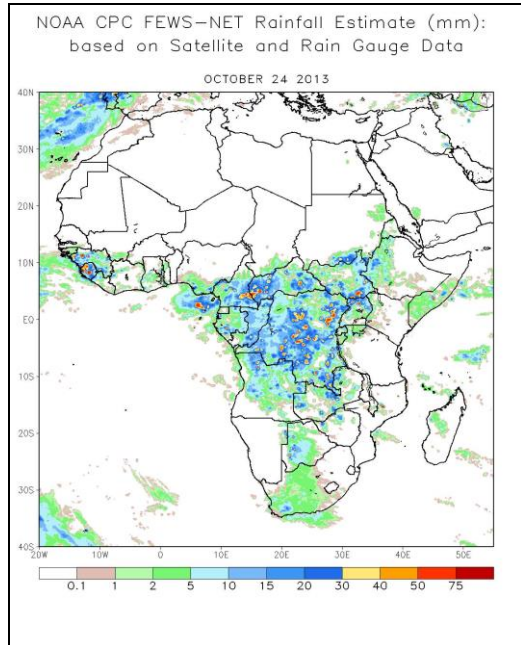 NOAA CPC FEWS-NET Rainfall Estimate (mm):
based on Satellite and Rain Gauge Data
OCTOBER 24 2013
40N
30N
20N
10N
EQ
10S
20S
30S
40S
20W 10W 0 10E 20E 30E 40E 50E
0.1 1 2 5 10 15 20 30 40 50 75